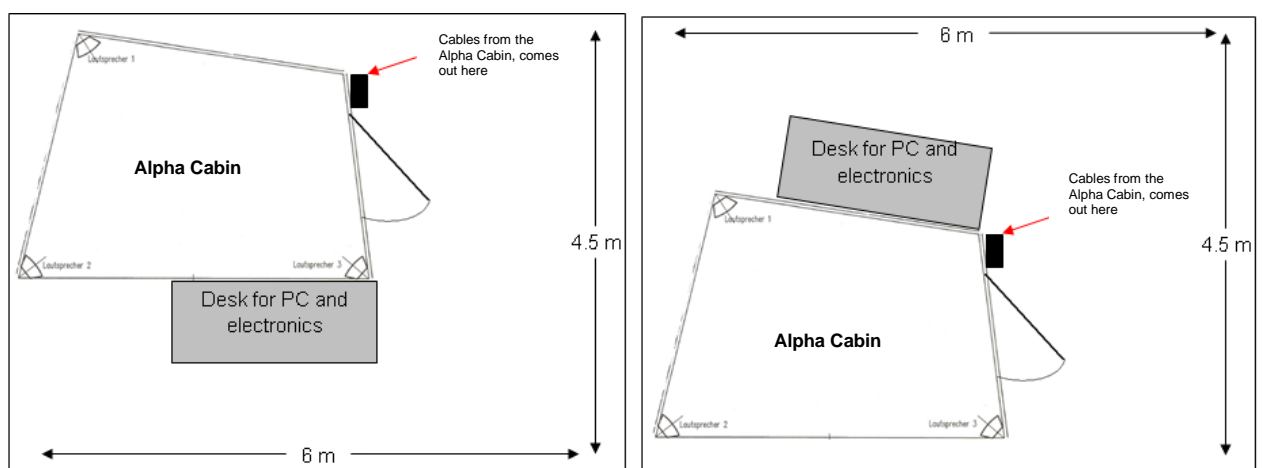 Cables from the
Alpha Cabin, comes
out here
Lautsprecher 1
Alpha Cabin
4.5 m
Lautsprecher 2
Lautsprecher 3
Desk for PC and
electronics
6 m
6 m
Desk for PC and
electronics
Cables from the
Alpha Cabin, comes
out here
Lautsprecher 1
4.5 m
Alpha Cabin
Lautsprecher 2
Lautsprecher 3